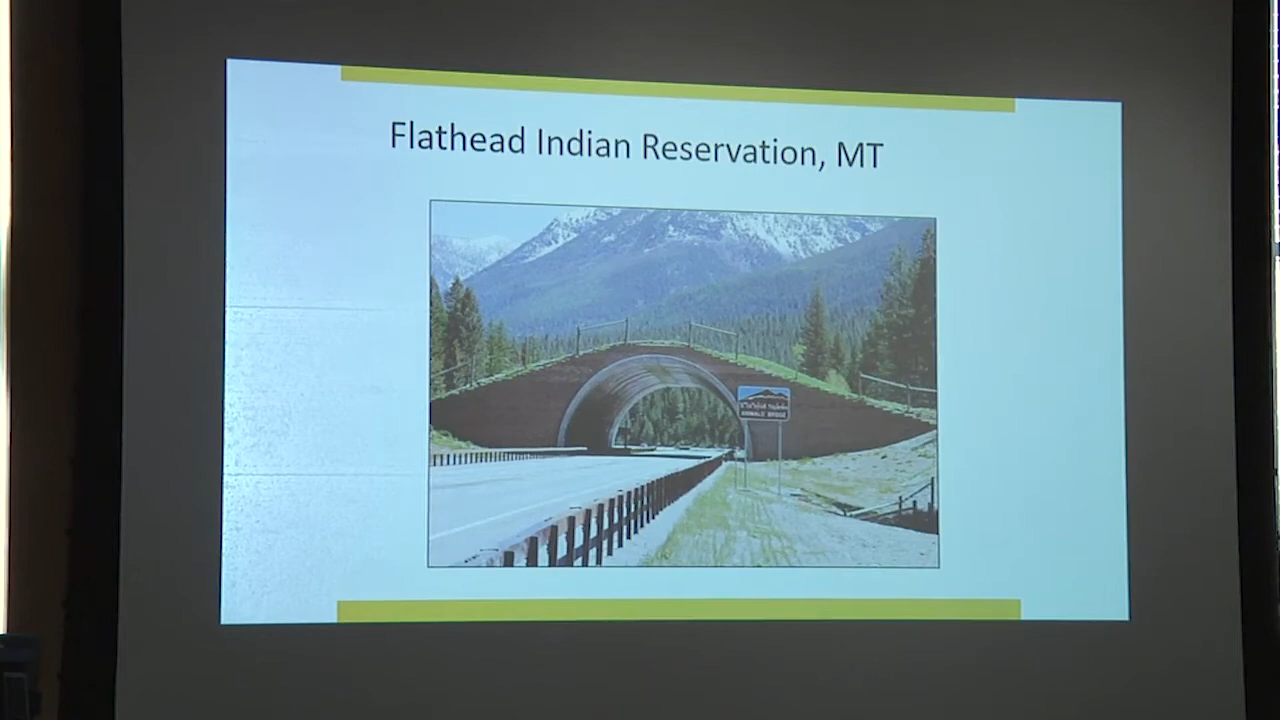 Flathead Indian Reservation, MT
ANIMALS' BRIDGE